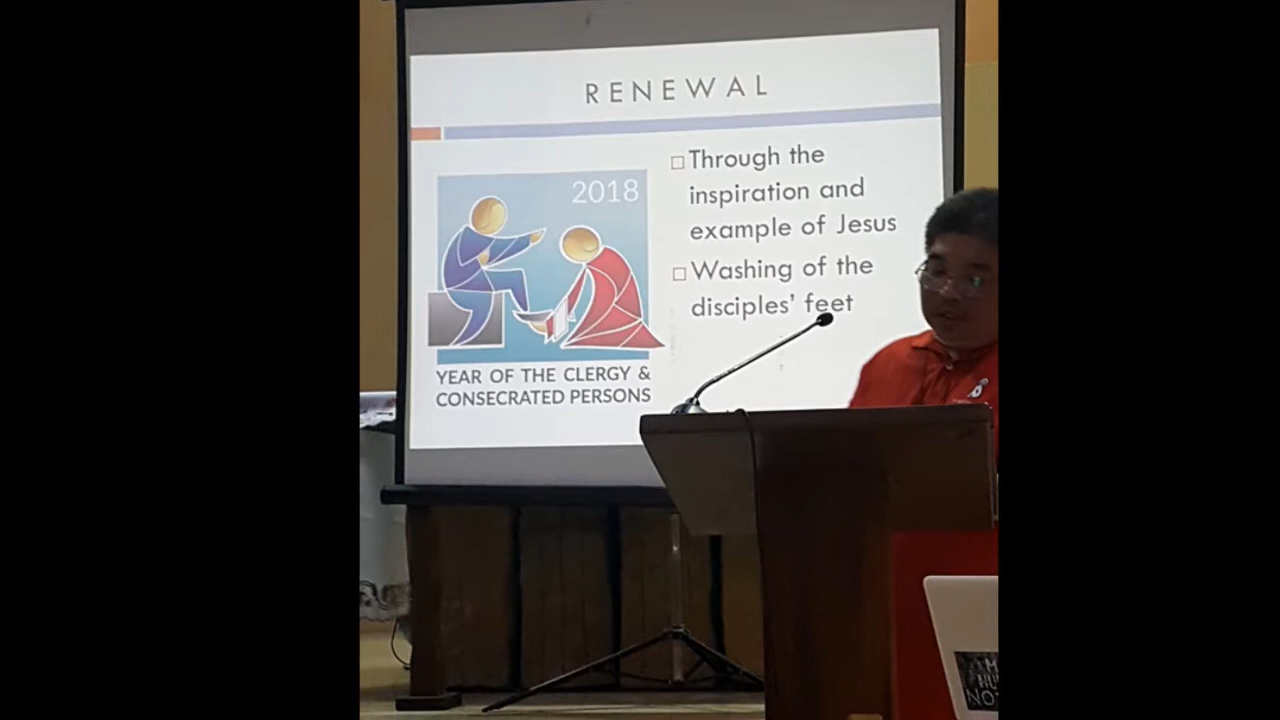 RENEWAL
□ Through the
inspiration and
example of Jesus
□ Washing of the
disciples' feet
2018
YEAR OF THE CLERGY &
CONSECRATED PERSONS